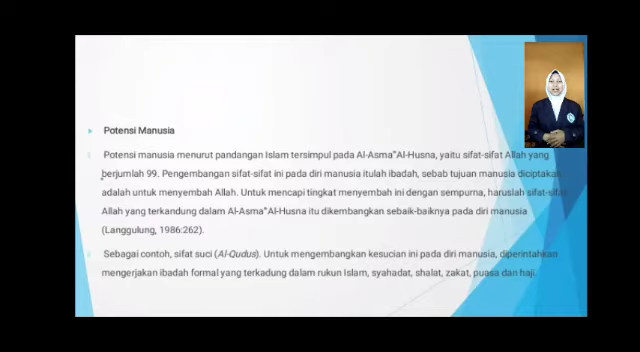 Potensi Manusia
Potensi manusia menurut pandangan Islam tersimpul pada Al-Asma"Al-Husna, yaitu sifat-sifat Allah yang
berjumlah 99. Pengembangan sifat-sifat ini pada diri manusia itulah ibadah, sebab tujuan manusia diciptakan
adalah untuk menyembah Allah. Untuk mencapi tingkat menyembah ini dengan sempurna, haruslah sifat-sifat
Allah yang terkandung dalam Al-Asma"Al-Husna itu dikembangkan sebaik-baiknya pada diri manusia
(Langgulung, 1986:262).
Sebagai contoh, sifat suci (Al-Qudus). Untuk mengembangkan kesucian ini pada diri manusia, diperintahkan
mengerjakan ibadah formal yang terkadung dalam rukun Islam, syahadat, shalat, zakat, puasa dan haji.